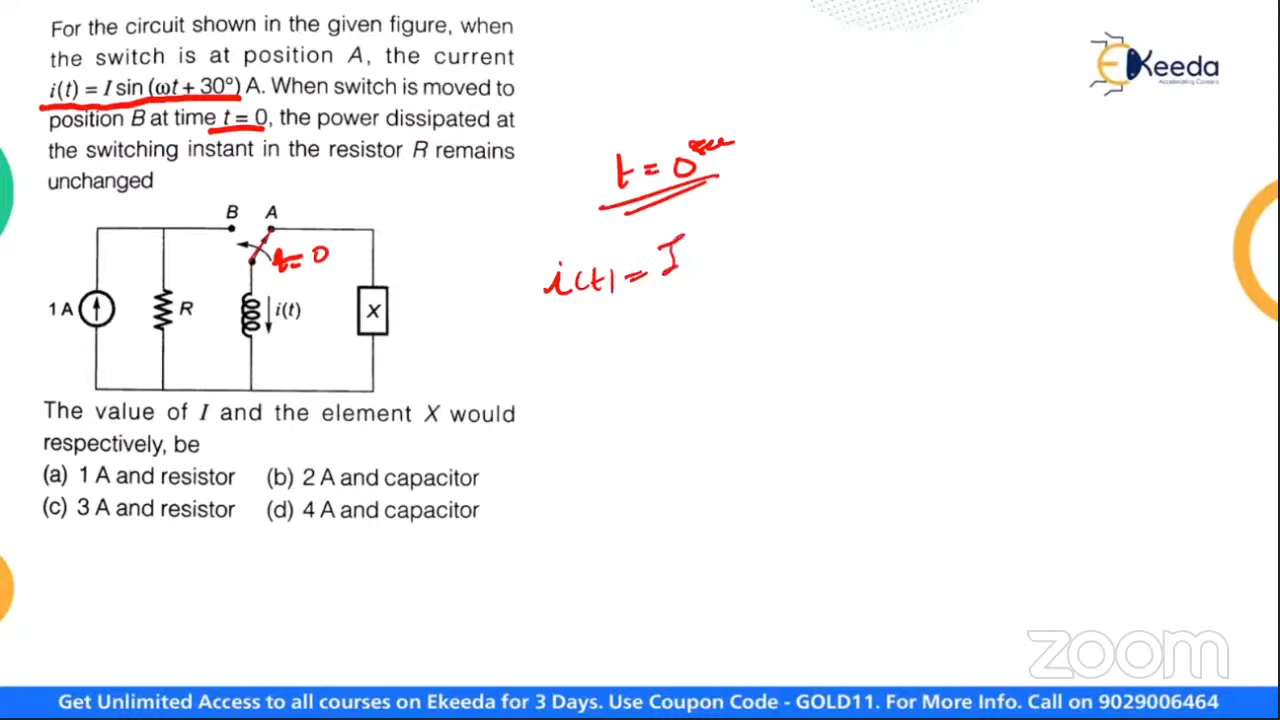 For the circuit shown in the given figure, when
the switch is at position A, the current
i(t) = I sin (ωt + 30°) A. When switch is moved to
position B at time t = 0, the power dissipated at
the switching instant in the resistor R remains
unchanged
Ekeeda
Accelerating Careers
t = 0 sec
i(t) = I
B A
t = 0
1 A R i(t) X
The value of I and the element X would
respectively, be
(a) 1 A and resistor (b) 2 A and capacitor
(c) 3 A and resistor (d) 4 A and capacitor
zoom
Get Unlimited Access to all courses on Ekeeda for 3 Days. Use Coupon Code - GOLD11. For More Info. Call on 9029006464